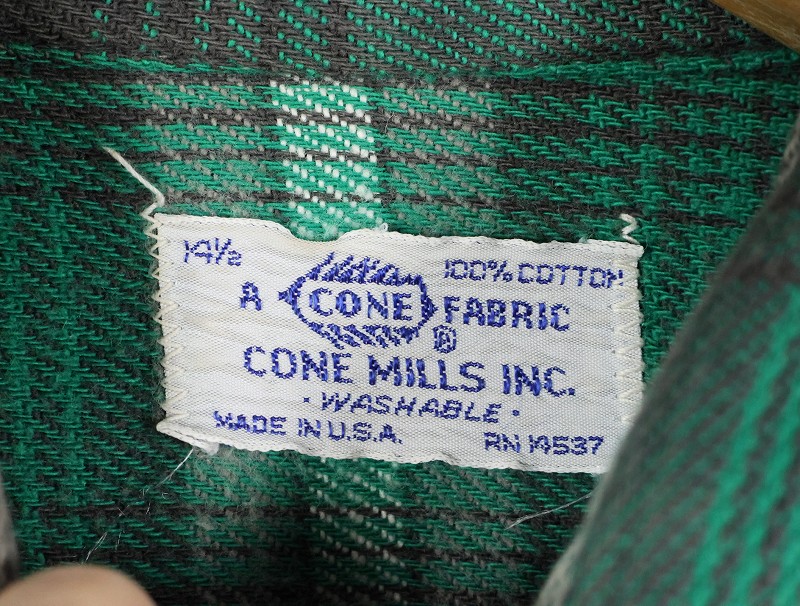 14½ 100% COTTON
A CONE FABRIC ®
CONE MILLS INC.
· WASHABLE ·
MADE IN U.S.A. RN 14537